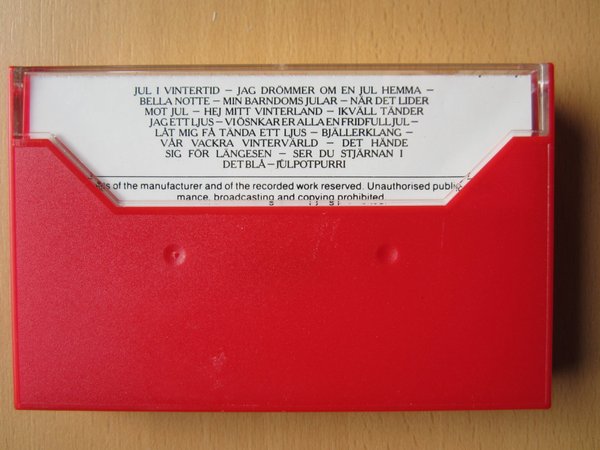 JUL I VINTERTID – JAG DRÖMMER OM EN JUL HEMMA –
BELLA NOTTE – MIN BARNDOMS JULAR – NÄR DET LIDER
MOT JUL – HEJ MITT VINTERLAND – IKVÄLL TÄNDER
JAG ETT LJUS – VI ÖSNKAR ER ALLA EN FRIDFULL JUL –
LÅT MIG FÅ TÄNDA ETT LJUS – BJÄLLERKLANG –
VÅR VACKRA VINTERVÄRLD – DET HÄNDE
SIG FÖR LÄNGESEN – SER DU STJÄRNAN I
DET BLÅ – JULPOTPURRI
of the manufacturer and of the recorded work reserved. Unauthorised
mance, broadcasting and copying prohibited